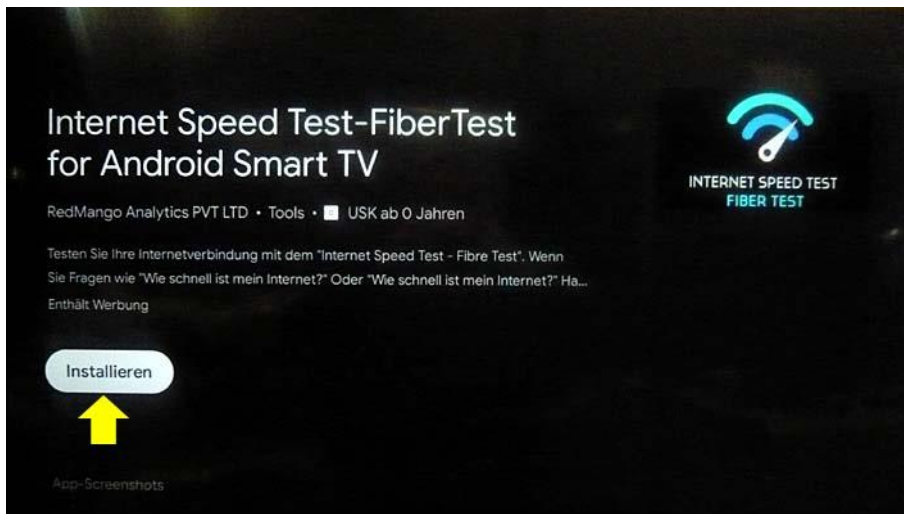 Internet Speed Test-FiberTest
for Android Smart TV
RedMango Analytics PVT LTD • Tools • USK ab 0 Jahren
Testen Sie Ihre Internetverbindung mit dem "Internet Speed Test - Fibre Test". Wenn
Sie Fragen wie "Wie schnell ist mein Internet?" Oder "Wie schnell ist mein Internet?" Ha...
Enthält Werbung
Installieren
App-Screenshots
INTERNET SPEED TEST
FIBER TEST